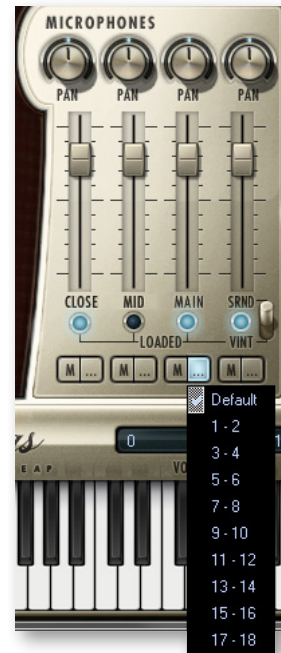 MICROPHONES
PAN PAN PAN PAN
CLOSE MID MAIN SRND
LOADED VINT
M ... M ... M ... M ...
Default
1 - 2
3 - 4
5 - 6
7 - 8
9 - 10
11 - 12
13 - 14
15 - 16
17 - 18
0
EAP